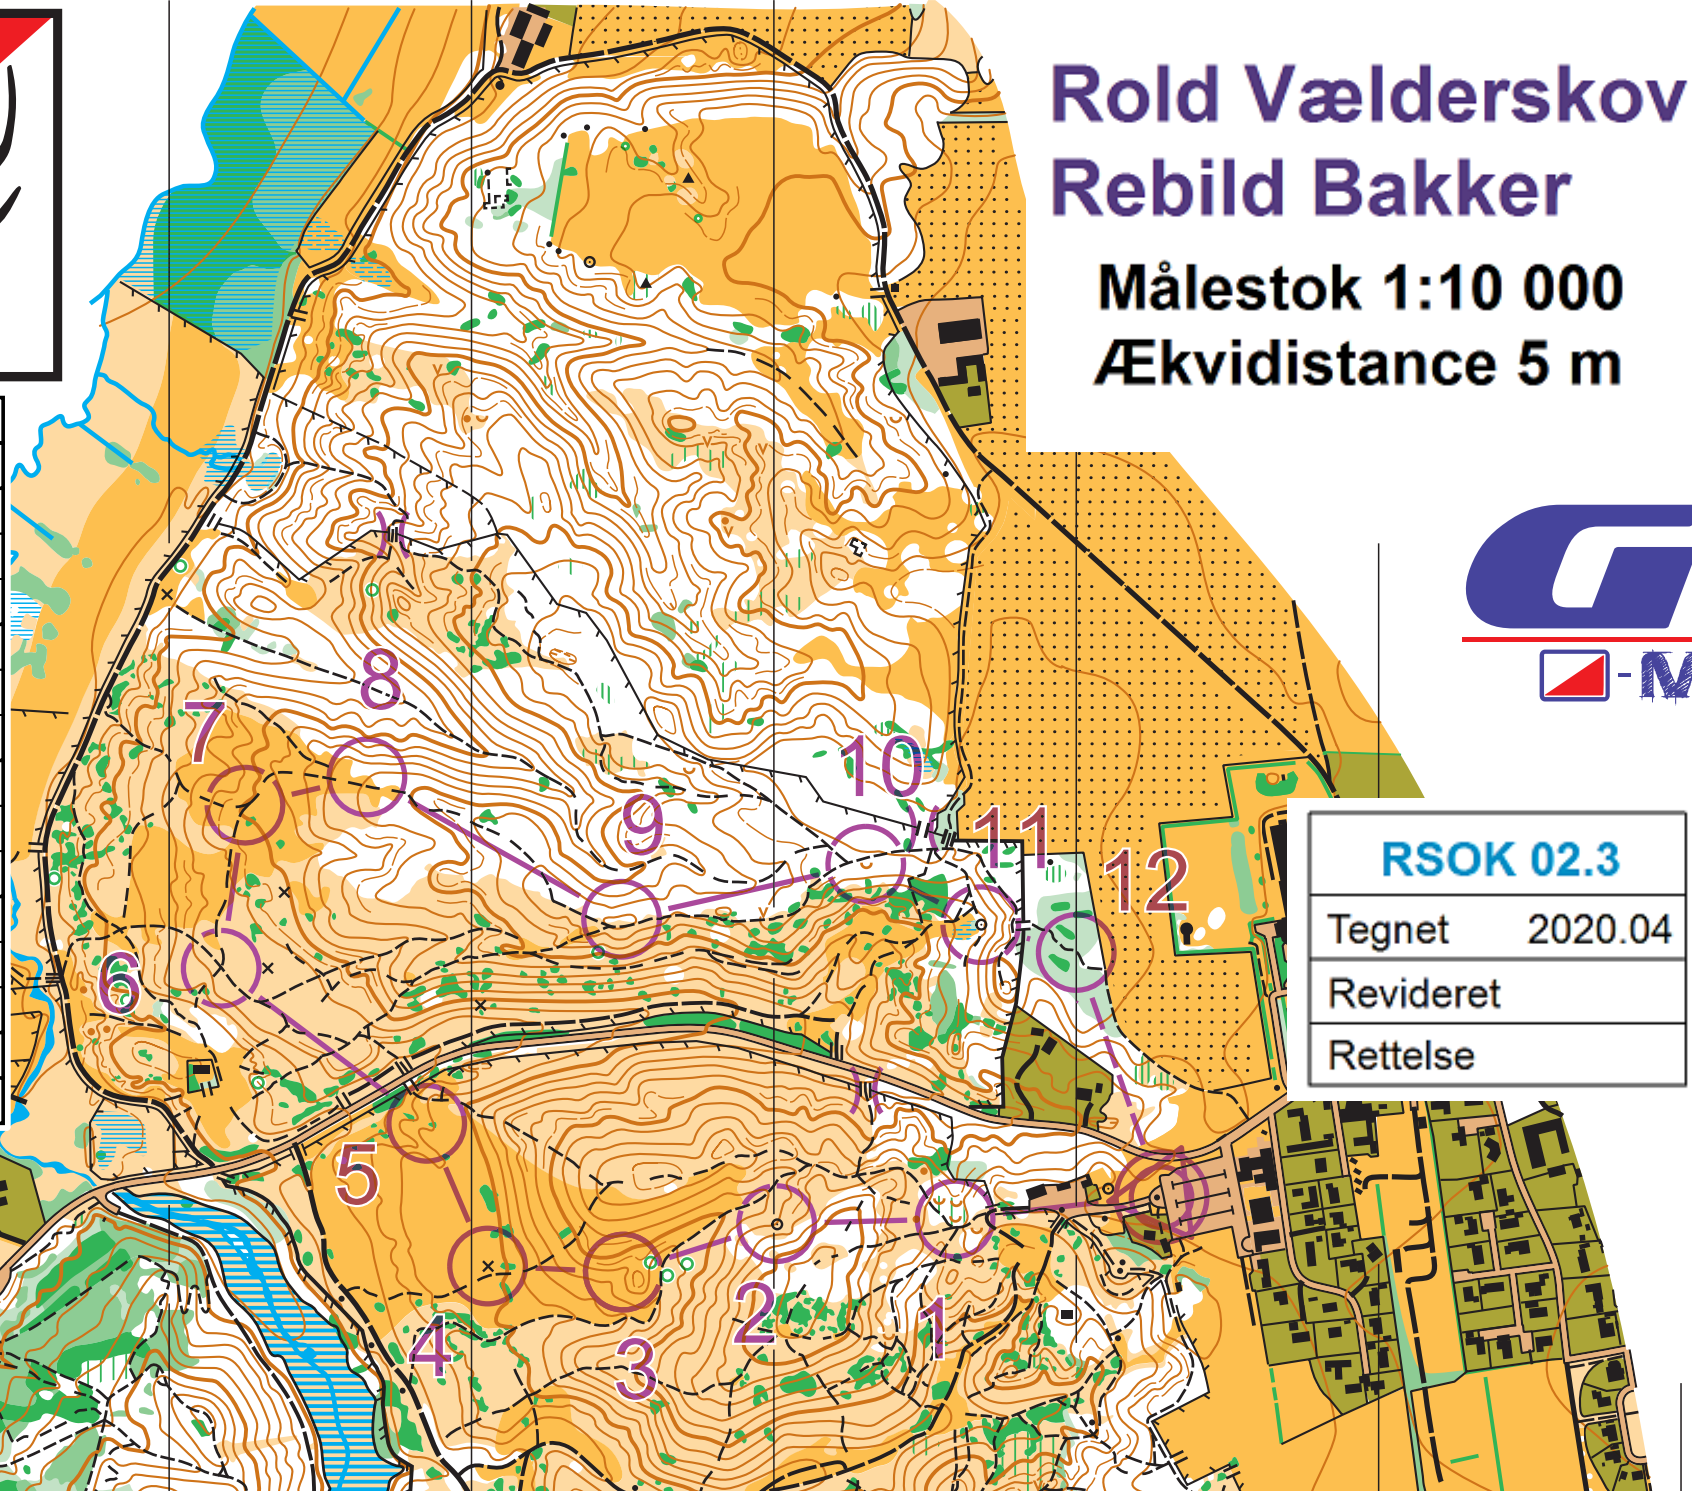 Rold Vælderskov
Rebild Bakker
Målestok 1:10 000
Ækvidistance 5 m
-M
RSOK 02.3
Tegnet 2020.04
Revideret
Rettelse
8
7
10
9
11
12
6
5
4
3
2
1